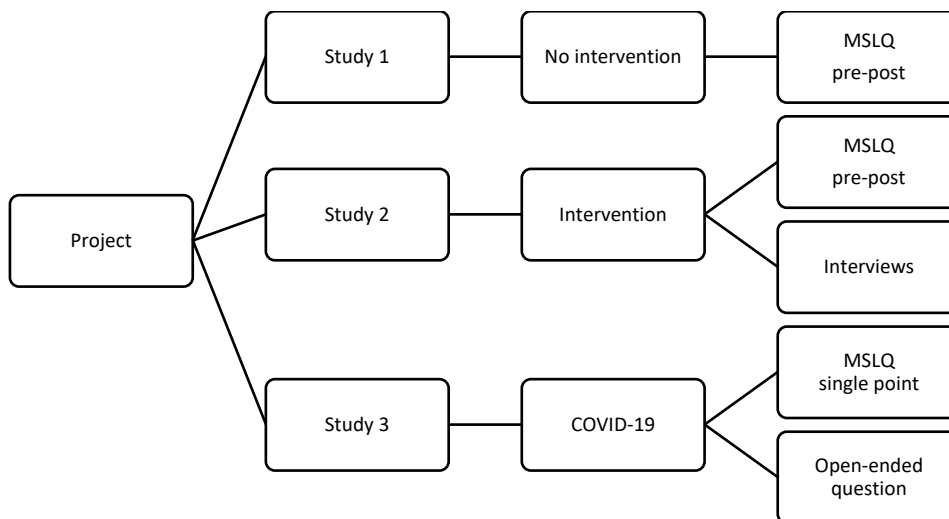 Project
Study 1
No intervention
MSLQ
pre-post
Study 2
Intervention
MSLQ
pre-post
Interviews
Study 3
COVID-19
MSLQ
single point
Open-ended
question